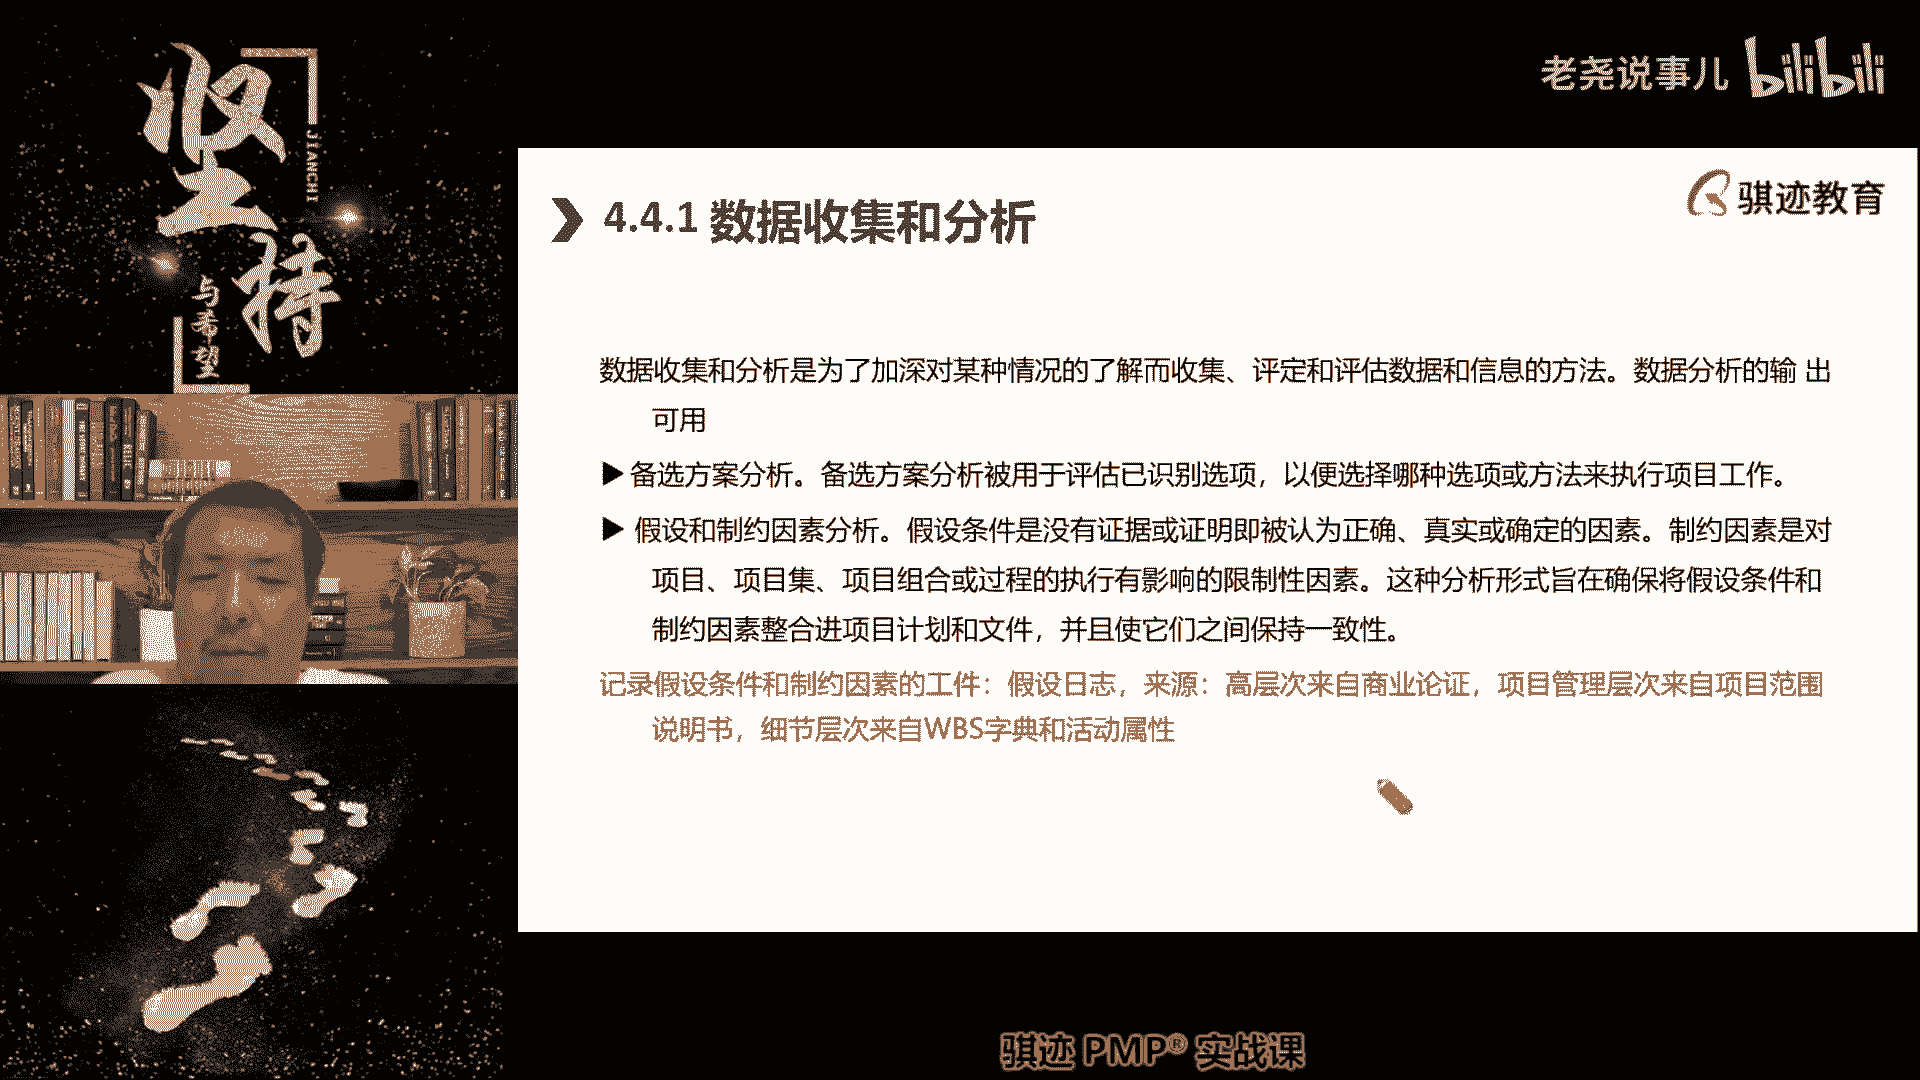 坚持
JIANCHI
与希望
老尧说事儿 bilibili
骐迹教育
4.4.1 数据收集和分析
数据收集和分析是为了加深对某种情况的了解而收集、评定和评估数据和信息的方法。数据分析的输 出
可用
▶ 备选方案分析。备选方案分析被用于评估已识别选项，以便选择哪种选项或方法来执行项目工作。
▶ 假设和制约因素分析。假设条件是没有证据或证明即被认为正确、真实或确定的因素。制约因素是对
项目、项目集、项目组合或过程的执行有影响的限制性因素。这种分析形式旨在确保将假设条件和
制约因素整合进项目计划和文件，并且使它们之间保持一致性。
记录假设条件和制约因素的工件：假设日志，来源：高层次来自商业论证，项目管理层次来自项目范围
说明书，细节层次来自WBS字典和活动属性
骐迹 PMP® 实战课